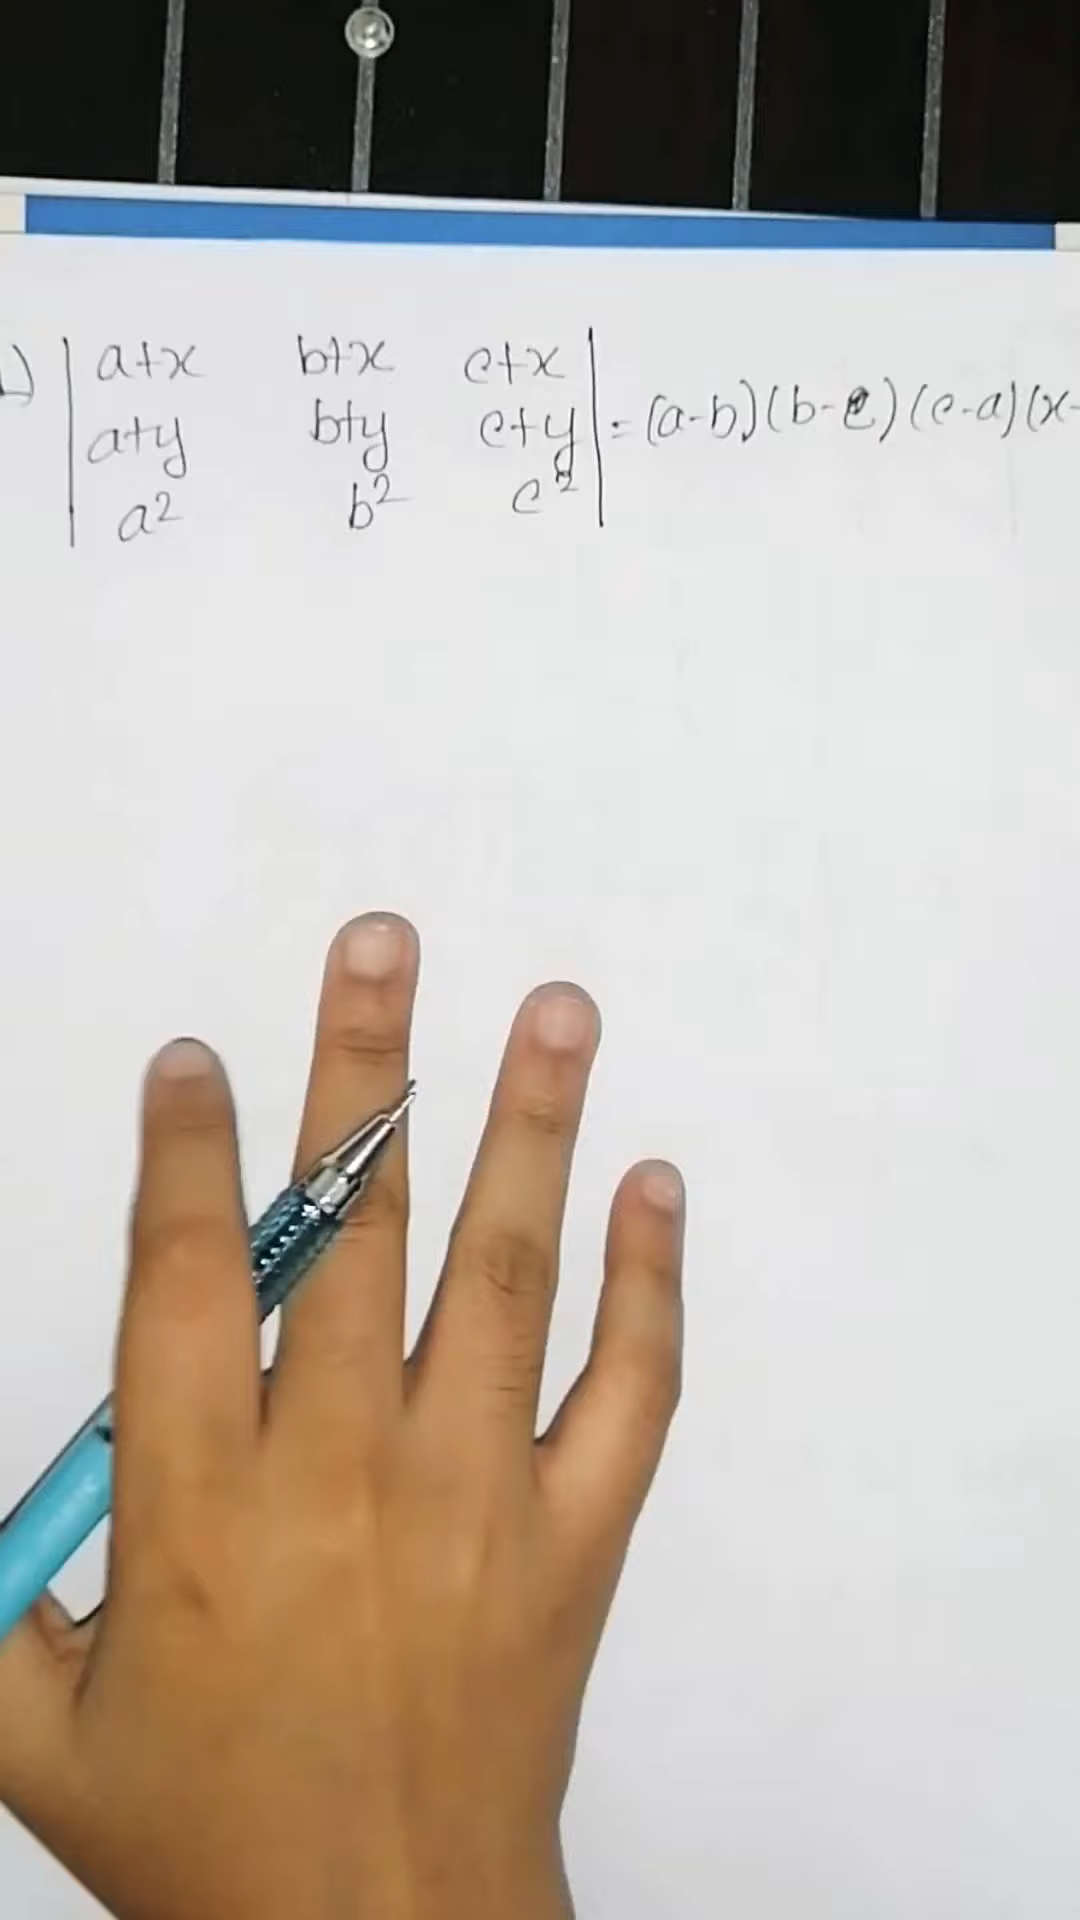 a+x b+x c+x
a+y b+y c+y = (a-b)(b-c)(c-a)(x-
a² b² c²